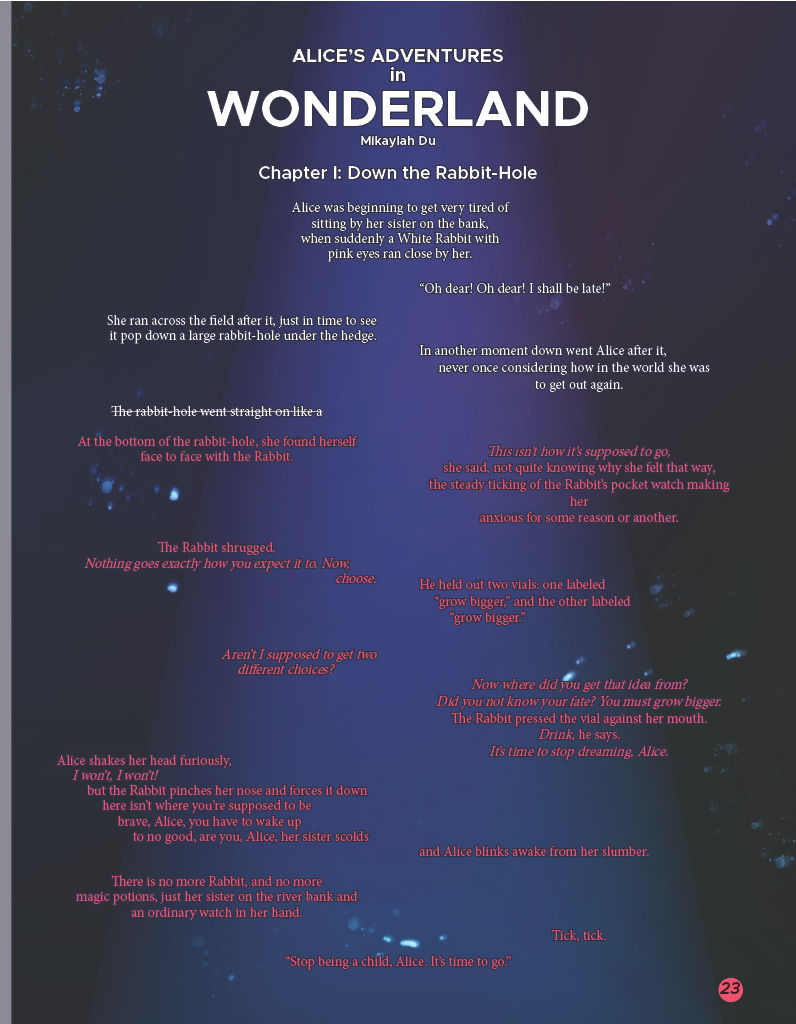 ALICE’S ADVENTURES
in
WONDERLAND
Mikaylah Du
Chapter I: Down the Rabbit-Hole
Alice was beginning to get very tired of
sitting by her sister on the bank,
when suddenly a White Rabbit with
pink eyes ran close by her.
“Oh dear! Oh dear! I shall be late!”
She ran across the field after it, just in time to see
it pop down a large rabbit-hole under the hedge.
In another moment down went Alice after it,
never once considering how in the world she was
to get out again.
The rabbit-hole went straight on like a
At the bottom of the rabbit-hole, she found herself
face to face with the Rabbit.
This isn’t how it’s supposed to go,
she said, not quite knowing why she felt that way,
the steady ticking of the Rabbit’s pocket watch making
her
anxious for some reason or another.
The Rabbit shrugged.
Nothing goes exactly how you expect it to. Now,
choose.
He held out two vials: one labeled
“grow bigger,” and the other labeled
“grow bigger.”
Aren’t I supposed to get two
different choices?
Now where did you get that idea from?
Did you not know your fate? You must grow bigger.
The Rabbit pressed the vial against her mouth.
Drink, he says.
It’s time to stop dreaming, Alice.
Alice shakes her head furiously,
I won’t, I won’t!
but the Rabbit pinches her nose and forces it down
here isn’t where you’re supposed to be
brave, Alice, you have to wake up
to no good, are you, Alice, her sister scolds
and Alice blinks awake from her slumber.
There is no more Rabbit, and no more
magic potions, just her sister on the river bank and
an ordinary watch in her hand.
Tick, tick.
“Stop being a child, Alice. It’s time to go.”
23